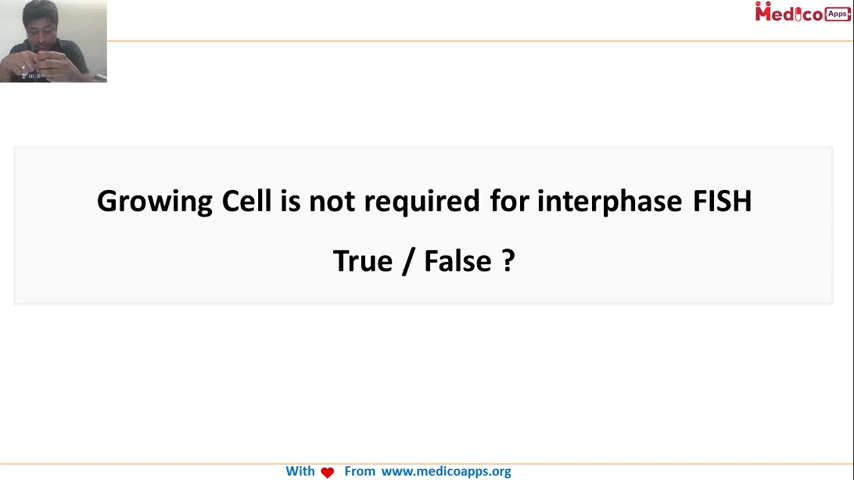 Medico Apps
Growing Cell is not required for interphase FISH
True / False ?
With From www.medicoapps.org